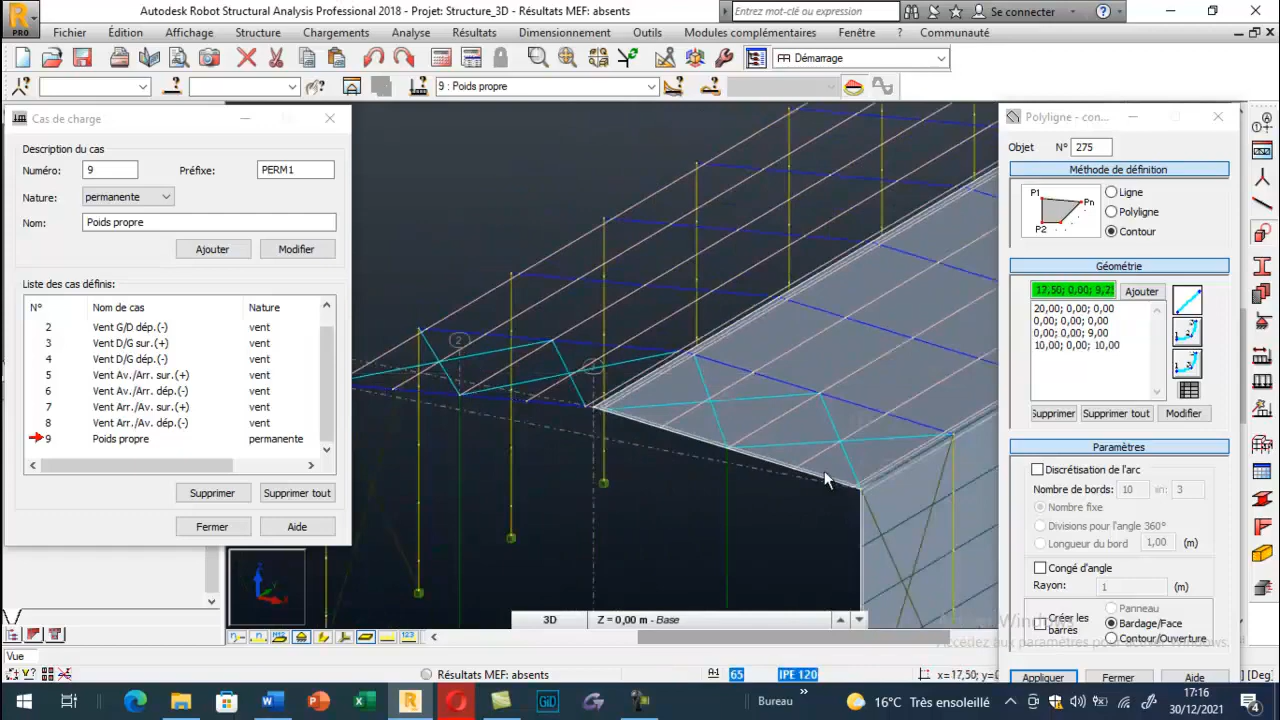 Autodesk Robot Structural Analysis Professional 2018 - Projet: Structure_3D - Résultats MEF: absents
Entrez mot-clé ou expression
Se connecter
PRO
Fichier Édition Affichage Structure Chargements Analyse Résultats Dimensionnement Outils Modules complémentaires Fenêtre ? Communauté
Démarrage
9 : Poids propre
Cas de charge
Description du cas
Numéro: 9 Préfixe: PERM1
Nature: permanente
Nom: Poids propre
Ajouter Modifier
Liste des cas définis:
N° Nom de cas Nature
2 Vent G/D dép.(-) vent
3 Vent D/G sur.(+) vent
4 Vent D/G dép.(-) vent
5 Vent Av./Arr. sur.(+) vent
6 Vent Av./Arr. dép.(-) vent
7 Vent Arr./Av. sur.(+) vent
8 Vent Arr./Av. dép.(-) vent
9 Poids propre permanente
Supprimer Supprimer tout
Fermer Aide
2
Polyligne - con...
Objet N° 275
Méthode de définition
P1
Pn
P2
Ligne
Polyligne
Contour
Géométrie
17,50; 0,00; 9,2
Ajouter
20,00; 0,00; 0,00
0,00; 0,00; 0,00
0,00; 0,00; 9,00
10,00; 0,00; 10,00
Supprimer Supprimer tout Modifier
Paramètres
Discrétisation de l'arc
Nombre de bords: 10 en: 3
Nombre fixe
Divisions pour l'angle 360°
Longueur du bord 1,00 (m)
Congé d'angle
Rayon: 1 (m)
Créer les barres
Panneau
Bardage/Face
Contour/Ouverture
Appliquer Fermer Aide
Accédez aux paramètres pour activer Windows.
3D Z = 0,00 m - Base
Vue
Résultats MEF: absents
65 IPE 120
x=17,50;
[Deg]
Bureau
16°C Très ensoleillé
17:16
30/12/2021
4